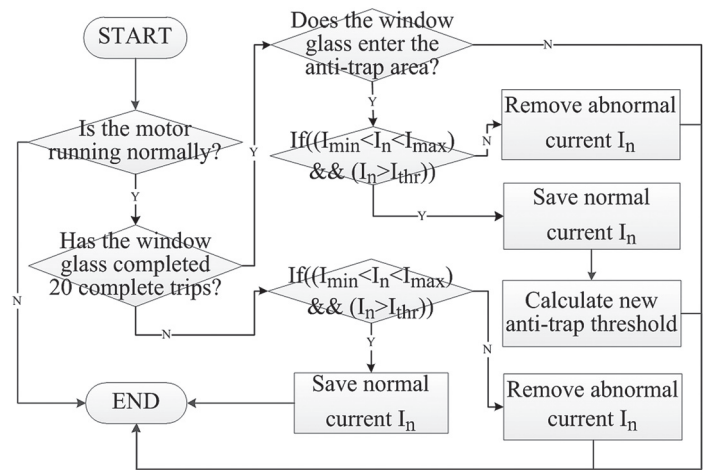 START
Is the motor
running normally?
Y
N
Has the window
glass completed
20 complete trips?
Y
N
Does the window
glass enter the
anti-trap area?
N
Y
If((Imin<In<Imax)
&& (In>Ithr))
N
Remove abnormal
current In
Y
Save normal
current In
Calculate new
anti-trap threshold
If((Imin<In<Imax)
&& (In>Ithr))
Y
N
Save normal
current In
Remove abnormal
current In
END